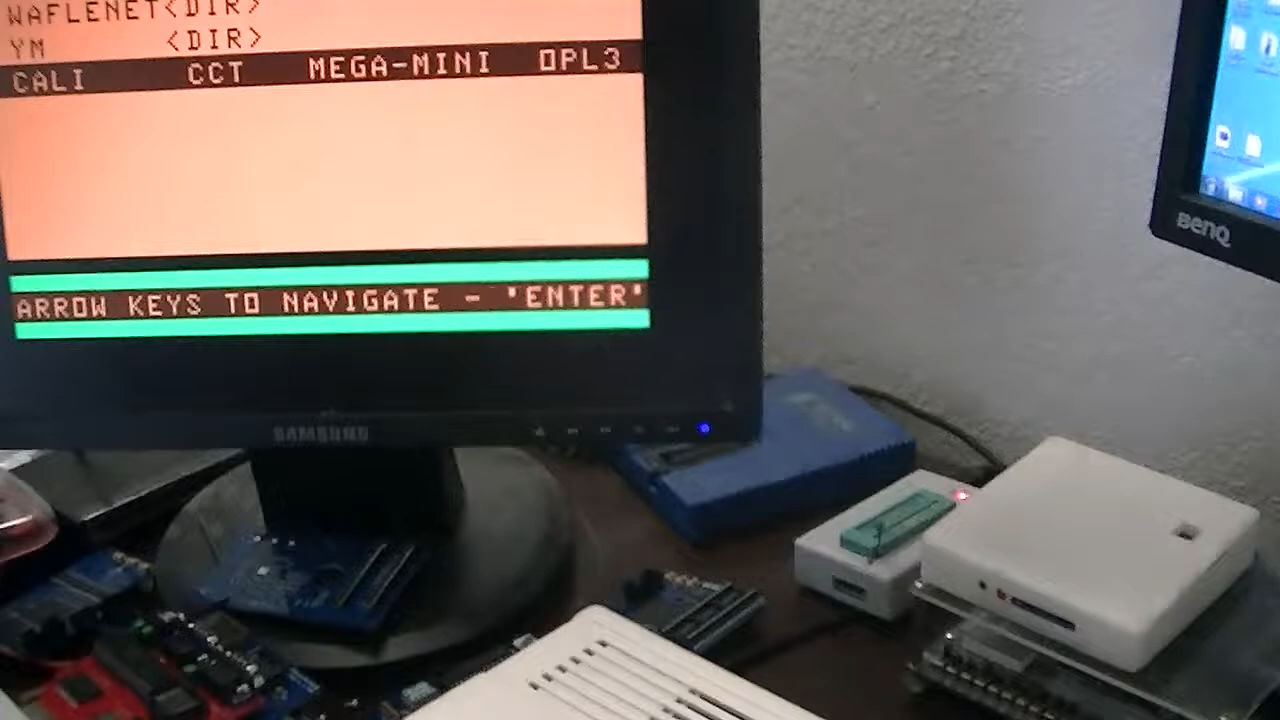 WAFLENET<DIR>
YM <DIR>
CALI CCT MEGA-MINI OPL3
ARROW KEYS TO NAVIGATE - 'ENTER'
SAMSUNG
BenQ